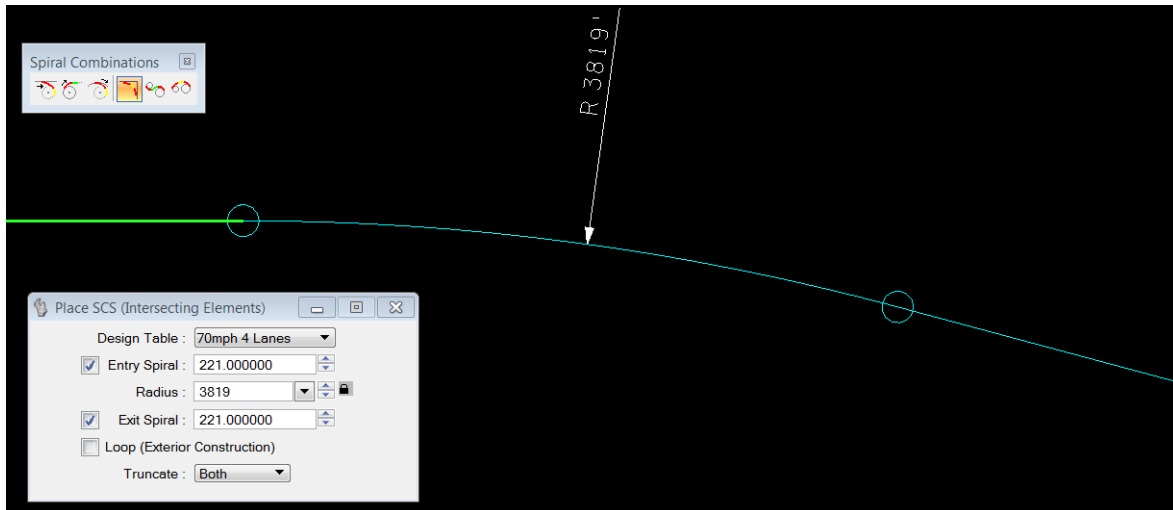 Spiral Combinations
R 3819'
Place SCS (Intersecting Elements)
Design Table : 70mph 4 Lanes
Entry Spiral : 221.000000
Radius : 3819
Exit Spiral : 221.000000
Loop (Exterior Construction)
Truncate : Both